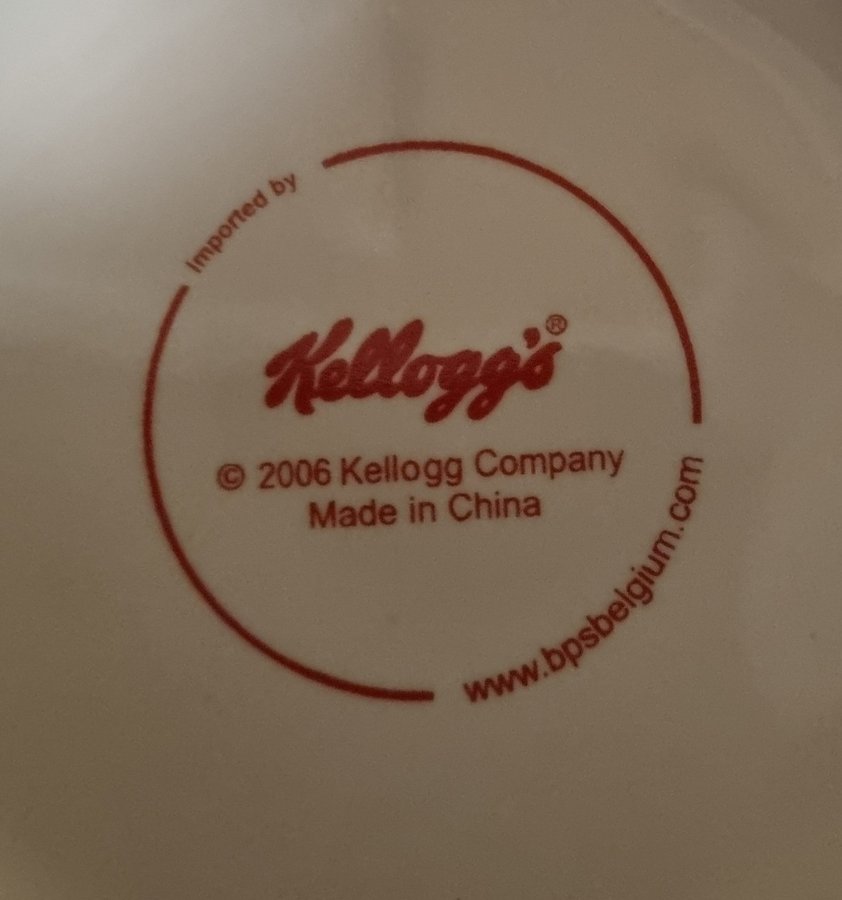 Imported by
Kellogg's®
© 2006 Kellogg Company
Made in China
www.bpsbelgium.com